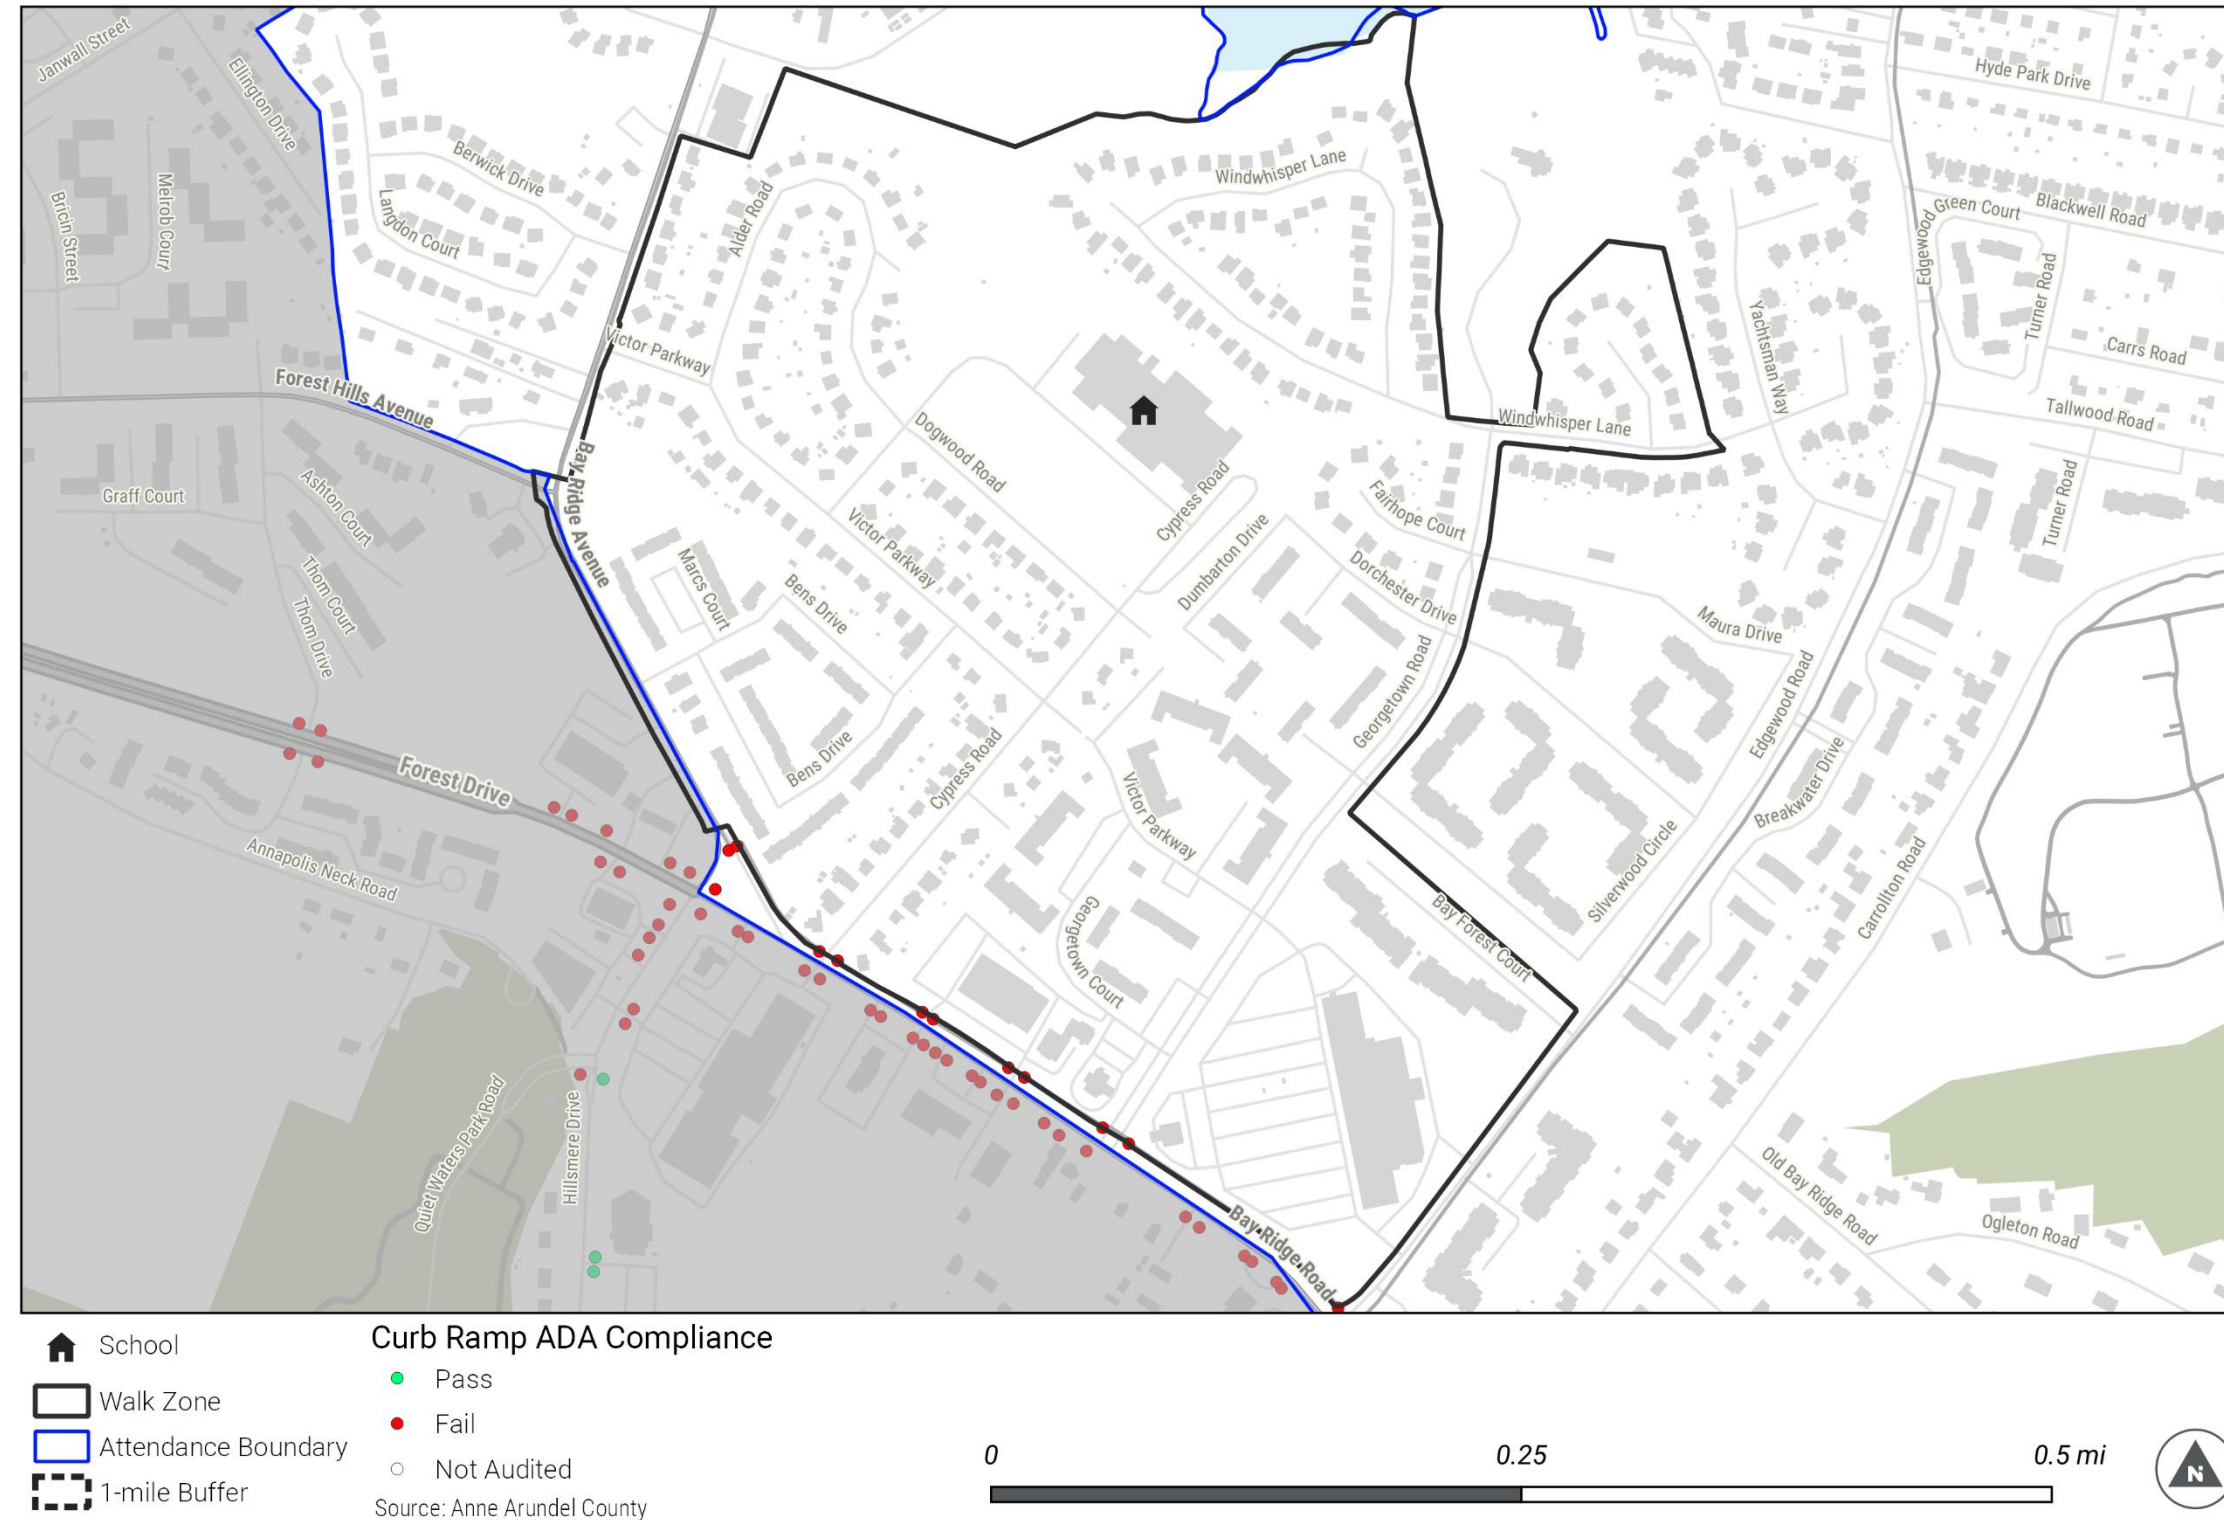 Janwall Street
Ellington Drive
Hyde Park Drive
Berwick Drive
Bricin Street
Melrob Court
Langdon Court
Alder Road
Windwhisper Lane
Edgewood
Green Court
Blackwell Road
Turner Road
Victor Parkway
Yachtsman Way
Carrs Road
Forest Hills Avenue
Windwhisper Lane
Tallwood Road
Dogwood Road
Bay Ridge Avenue
Graff Court
Ashton Court
Cypress Road
Fairhope Court
Turner Road
Victor Parkway
Dumbarton Drive
Marcs Court
Bens Drive
Dorchester Drive
Thom Court
Thom Drive
Maura Drive
Georgetown Road
Edgewood Road
Forest Drive
Bens Drive
Cypress Road
Victor Parkway
Breakwater Drive
Annapolis Neck Road
Silverwood Circle
Carrollton Road
Georgetown Court
Bay Forest Court
Quiet Waters Park Road
Hillsmere Drive
Old Bay Ridge Road
Ogleton Road
Bay Ridge Road
School
Walk Zone
Attendance Boundary
1-mile Buffer
Curb Ramp ADA Compliance
Pass
Fail
Not Audited
Source: Anne Arundel County
0
0.25
0.5 mi
N